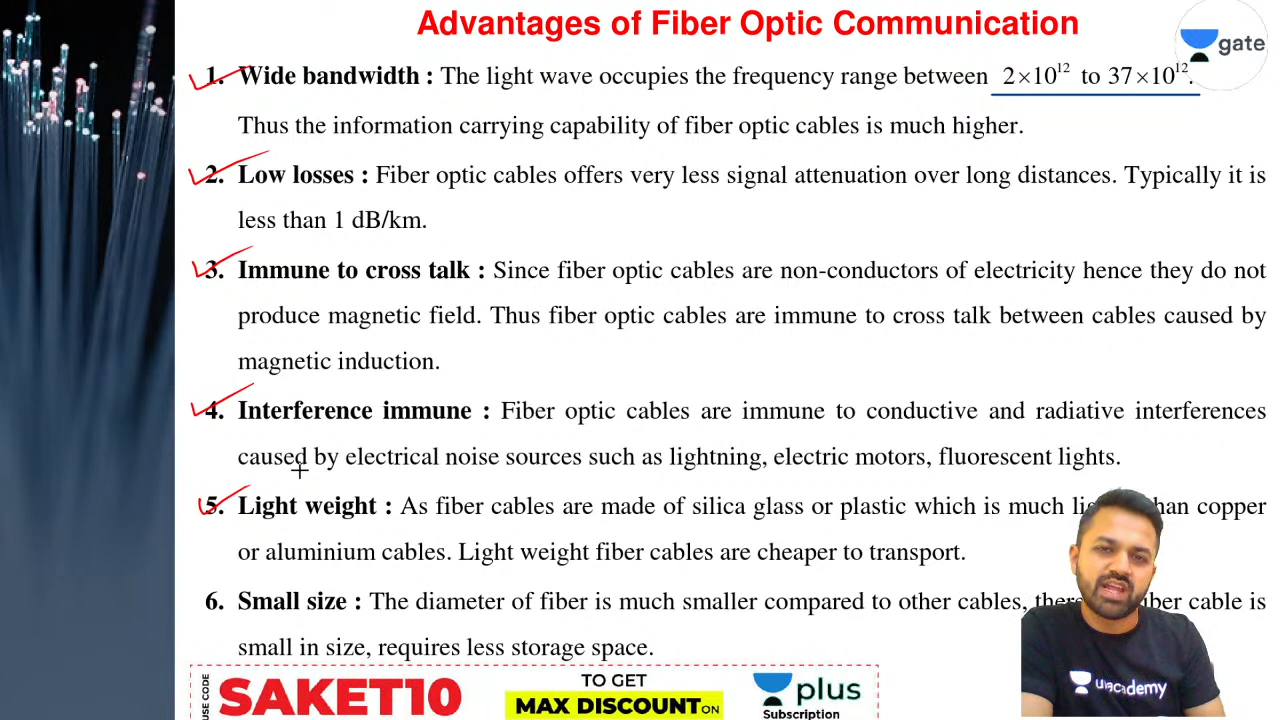 Advantages of Fiber Optic Communication
gate
1. Wide bandwidth : The light wave occupies the frequency range between 2×10¹² to 37×10¹².
Thus the information carrying capability of fiber optic cables is much higher.
2. Low losses : Fiber optic cables offers very less signal attenuation over long distances. Typically it is
less than 1 dB/km.
3. Immune to cross talk : Since fiber optic cables are non-conductors of electricity hence they do not
produce magnetic field. Thus fiber optic cables are immune to cross talk between cables caused by
magnetic induction.
4. Interference immune : Fiber optic cables are immune to conductive and radiative interferences
caused by electrical noise sources such as lightning, electric motors, fluorescent lights.
5. Light weight : As fiber cables are made of silica glass or plastic which is much than copper
or aluminium cables. Light weight fiber cables are cheaper to transport.
6. Small size : The diameter of fiber is much smaller compared to other cables, fiber cable is
small in size, requires less storage space.
USE CODE
SAKET10
TO GET
MAX DISCOUNT ON
plus
Subscription
unacademy